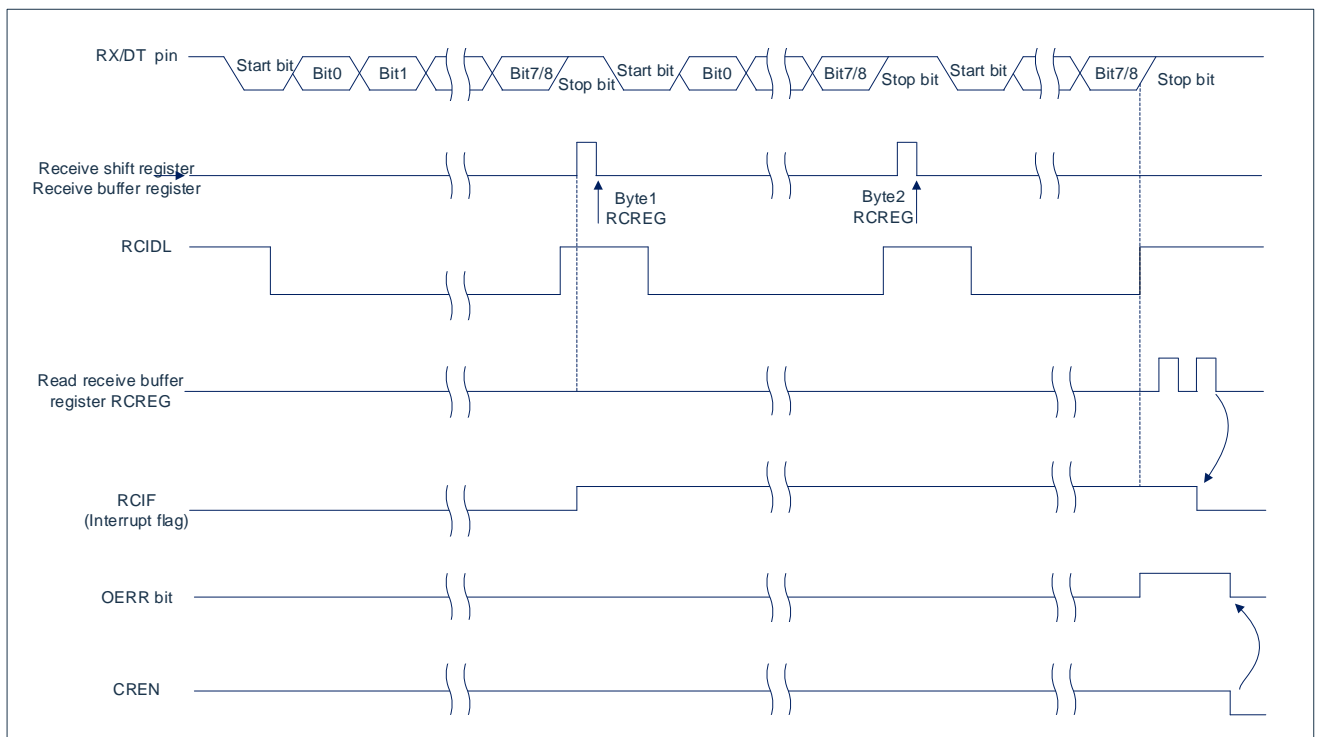 RX/DT pin
Start bit
Bit0
Bit1
Bit7/8
Stop bit
Start bit
Bit0
Bit7/8
Stop bit
Start bit
Bit7/8
Stop bit
Receive shift register
Receive buffer register
Byte1
RCREG
Byte2
RCREG
RCIDL
Read receive buffer
register RCREG
RCIF
(Interrupt flag)
OERR bit
CREN